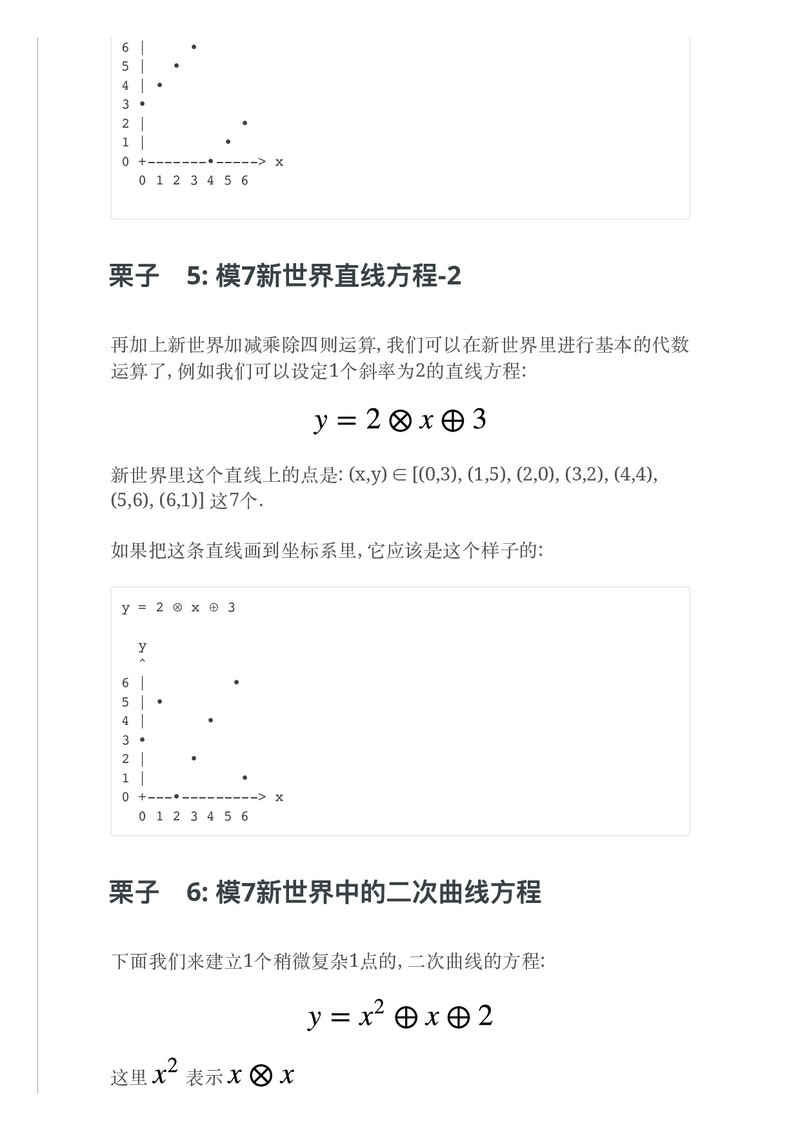 6 |     •
5 |   •
4 | •
3 •
2 |           •
1 |         •
0 +-------•-----> x
  0 1 2 3 4 5 6
栗子 5: 模7新世界直线方程-2
再加上新世界加减乘除四则运算, 我们可以在新世界里进行基本的代数
运算了, 例如我们可以设定1个斜率为2的直线方程:
y = 2 ⊗ x ⊕ 3
新世界里这个直线上的点是: (x,y) ∈ [(0,3), (1,5), (2,0), (3,2), (4,4),
(5,6), (6,1)] 这7个.
如果把这条直线画到坐标系里, 它应该是这个样子的:
y = 2 ⊗ x ⊕ 3
  y
  ^
6 |          •
5 | •
4 |       •
3 •
2 |     •
1 |           •
0 +---•---------> x
  0 1 2 3 4 5 6
栗子 6: 模7新世界中的二次曲线方程
下面我们来建立1个稍微复杂1点的, 二次曲线的方程:
y = x² ⊕ x ⊕ 2
这里 x² 表示 x ⊗ x